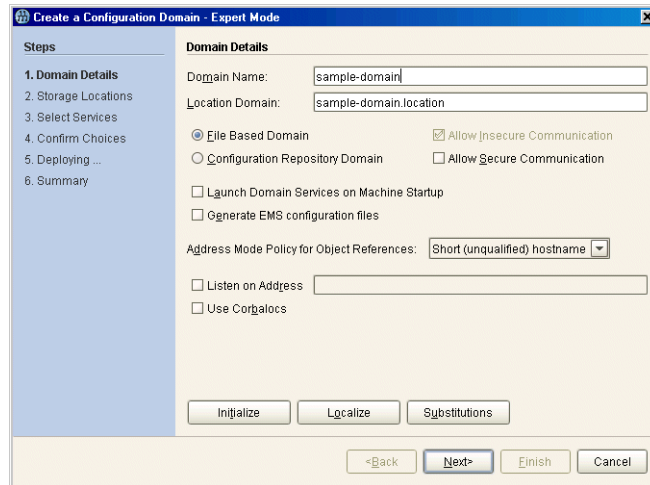 Create a Configuration Domain - Expert Mode
Steps
1. Domain Details
2. Storage Locations
3. Select Services
4. Confirm Choices
5. Deploying ...
6. Summary
Domain Details
Domain Name: sample-domain
Location Domain: sample-domain.location
File Based Domain Allow Insecure Communication
Configuration Repository Domain Allow Secure Communication
Launch Domain Services on Machine Startup
Generate EMS configuration files
Address Mode Policy for Object References: Short (unqualified) hostname
Listen on Address
Use Corbalocs
Initialize Localize Substitutions
<Back Next> Finish Cancel